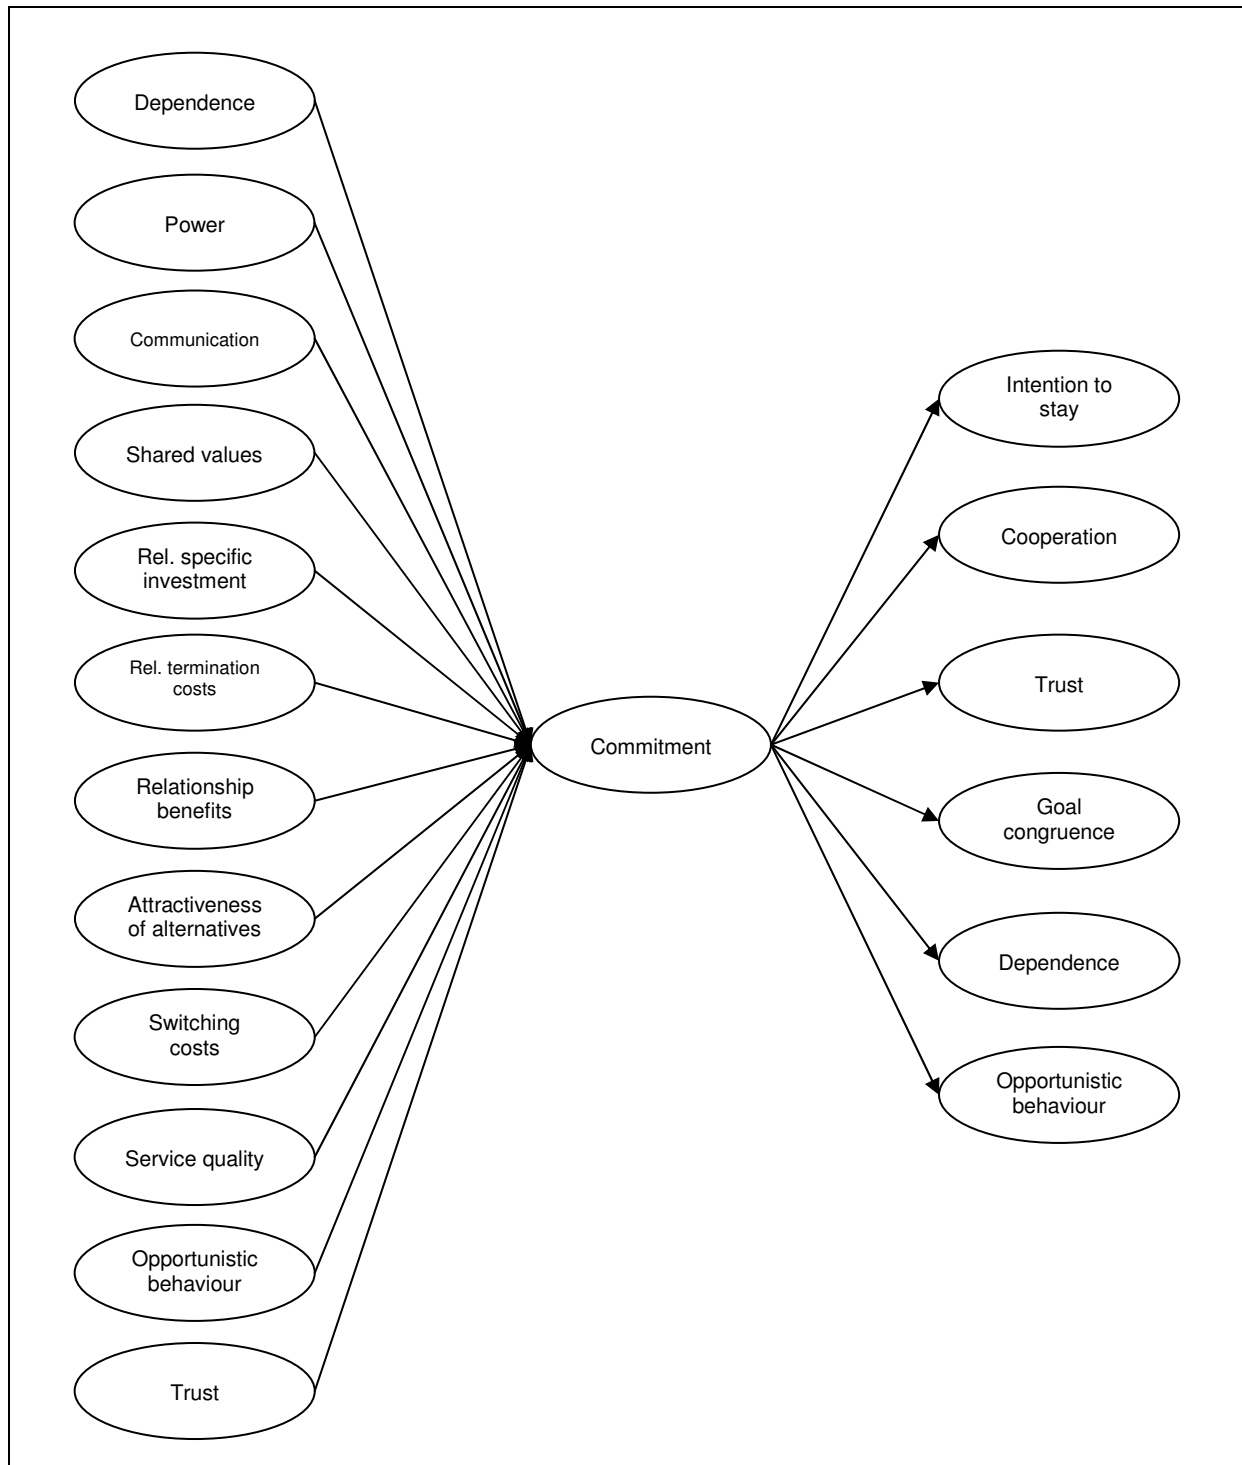 Dependence
Power
Communication
Shared values
Rel. specific
investment
Rel. termination
costs
Relationship
benefits
Attractiveness
of alternatives
Switching
costs
Service quality
Opportunistic
behaviour
Trust
Commitment
Intention to
stay
Cooperation
Trust
Goal
congruence
Dependence
Opportunistic
behaviour